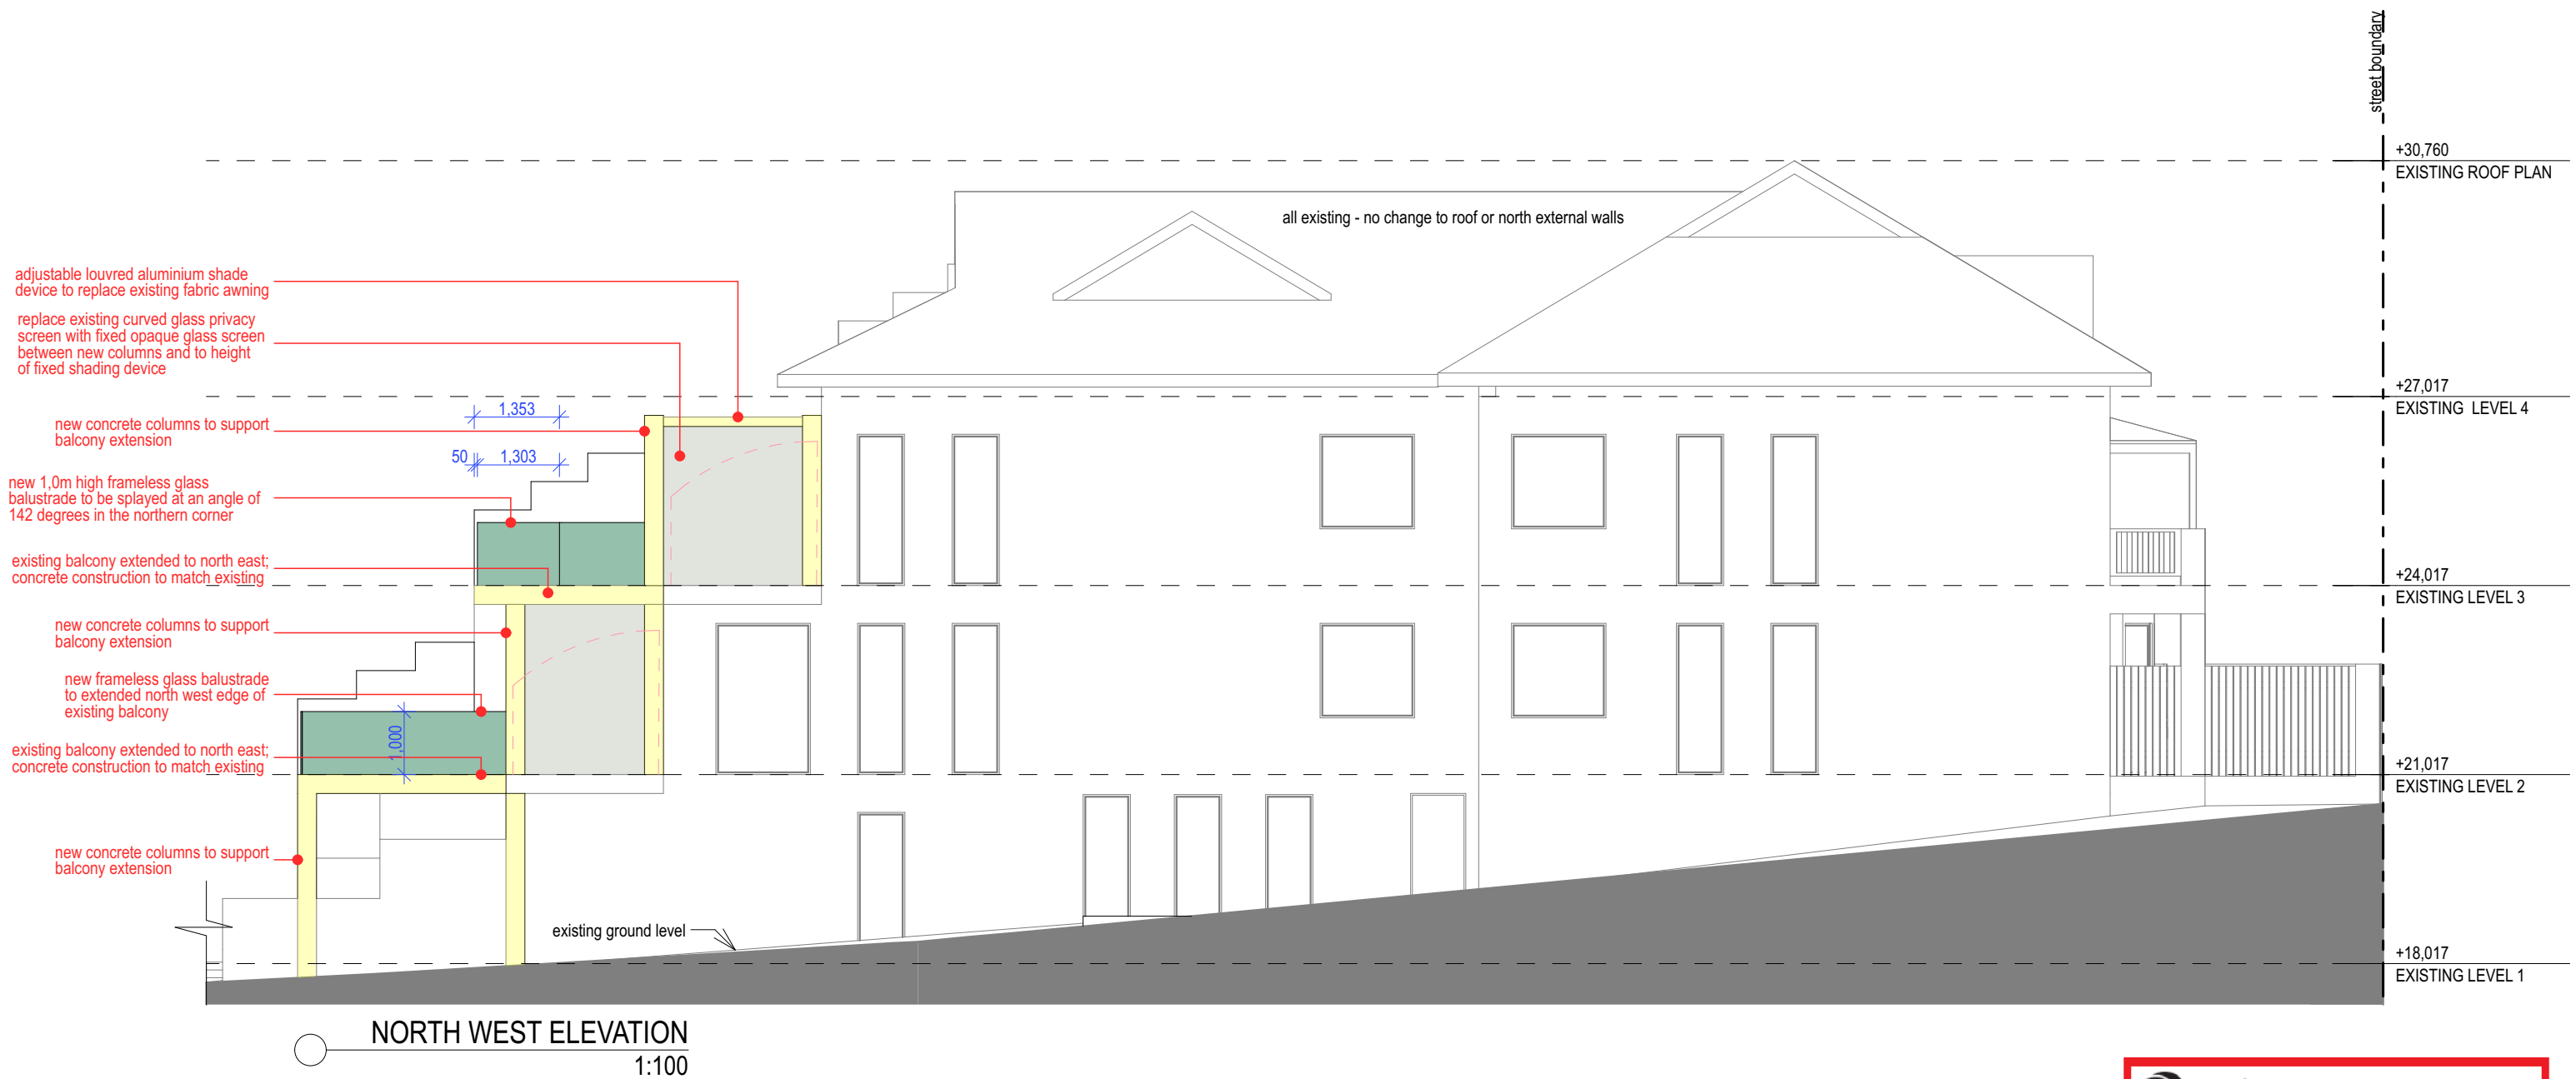 street boundary
+30,760
EXISTING ROOF PLAN
all existing - no change to roof or north external walls
adjustable louvred aluminium shade
device to replace existing fabric awning
replace existing curved glass privacy
screen with fixed opaque glass screen
between new columns and to height
of fixed shading device
+27,017
EXISTING LEVEL 4
1,353
new concrete columns to support
balcony extension
50
1,303
new 1,0m high frameless glass
balustrade to be splayed at an angle of
142 degrees in the northern corner
existing balcony extended to north east;
concrete construction to match existing
+24,017
EXISTING LEVEL 3
new concrete columns to support
balcony extension
new frameless glass balustrade
to extended north west edge of
existing balcony
1,000
existing balcony extended to north east;
concrete construction to match existing
+21,017
EXISTING LEVEL 2
new concrete columns to support
balcony extension
existing ground level
+18,017
EXISTING LEVEL 1
NORTH WEST ELEVATION
1:100